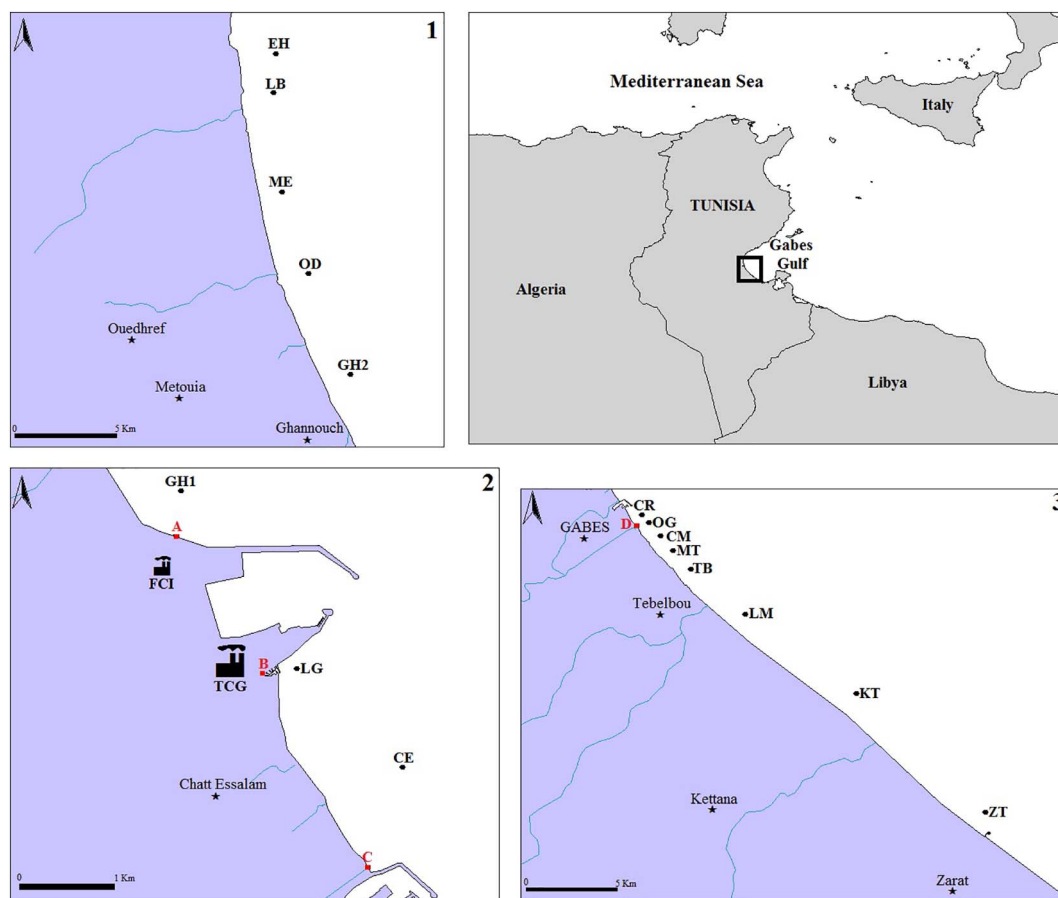 1
EH
LB
ME
OD
Ouedhref
GH2
Metouia
Ghannouch
0
5 Km
Mediterranean Sea
Italy
TUNISIA
Gabes
Gulf
Algeria
Libya
2
GH1
A
FCI
B
LG
TCG
CE
Chatt Essalam
C
0
1 Km
3
CR
D
OG
GABES
CM
MT
TB
Tebelbou
LM
KT
Kettana
ZT
Zarat
0
5 Km